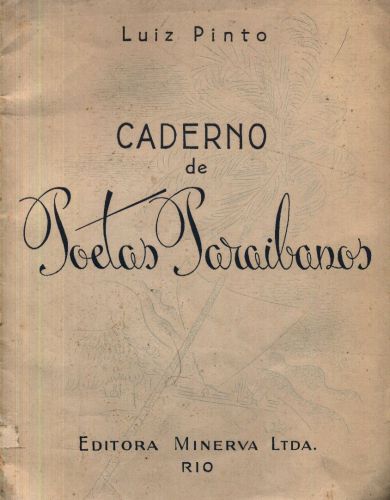 Luiz Pinto
CADERNO
de
Poetas Paraibanos
EDITORA MINERVA LTDA.
RIO